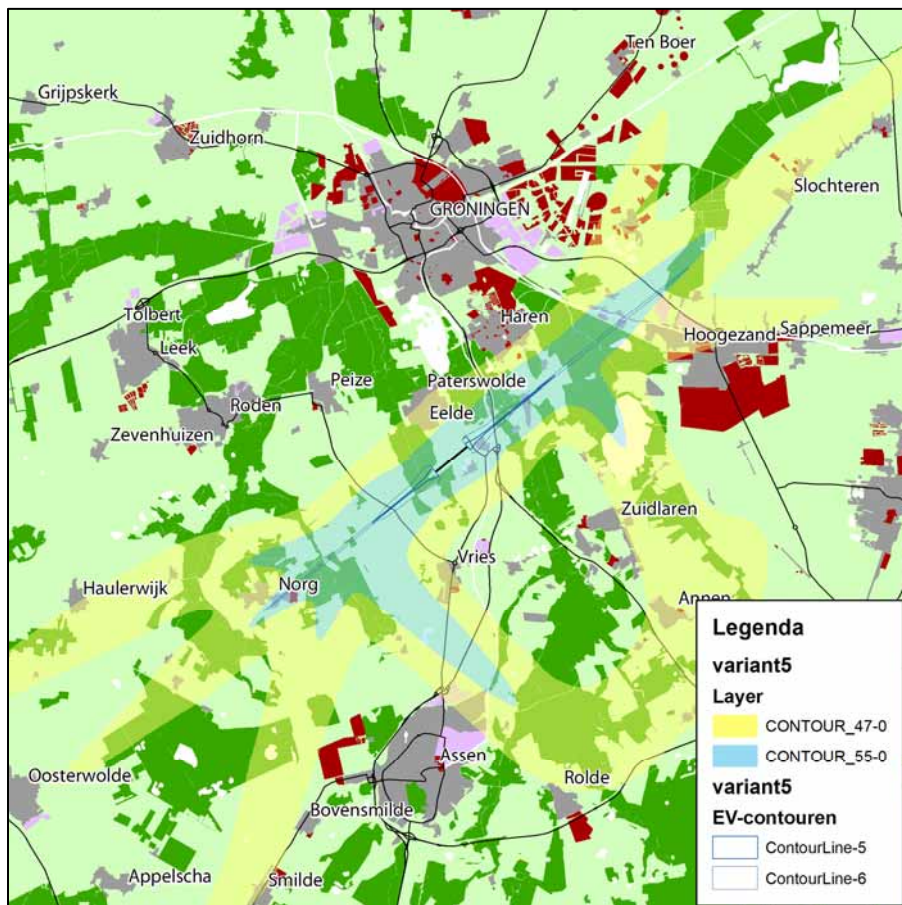 Ten Boer
Grijpskerk
Zuidhorn
Slochteren
GRONINGEN
Tolbert
Haren
Hoogezand
Sappemeer
Leek
Peize
Paterswolde
Roden
Eelde
Zevenhuizen
Zuidlaren
Vries
Haulerwijk
Norg
Annen
Oosterwolde
Assen
Rolde
Bovensmilde
Appelscha
Smilde
Legenda
variant5
Layer
CONTOUR_47-0
CONTOUR_55-0
variant5
EV-contouren
ContourLine-5
ContourLine-6